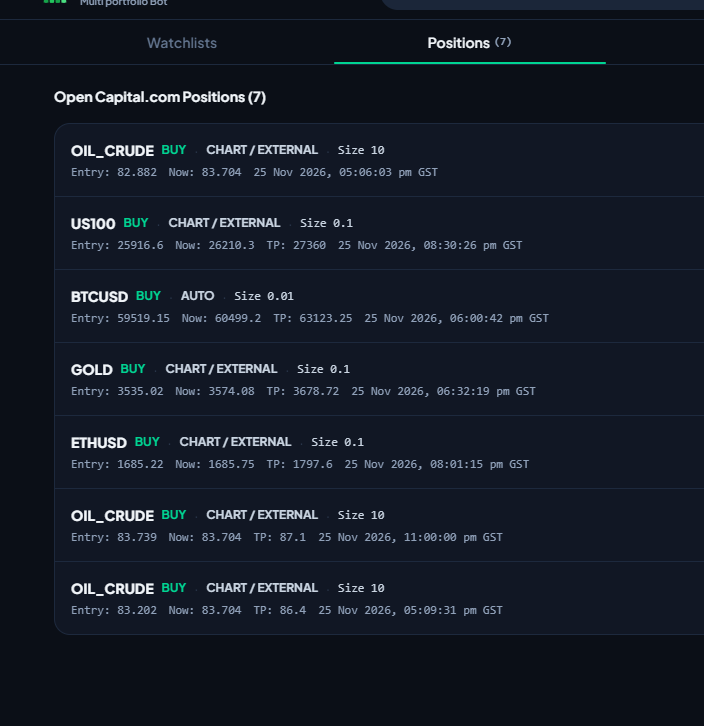 Multi portfolio Bot
Watchlists
Positions (7)
Open Capital.com Positions (7)
OIL_CRUDE BUY · CHART / EXTERNAL · Size 10
Entry: 82.882 Now: 83.704 25 Nov 2026, 05:06:03 pm GST
US100 BUY · CHART / EXTERNAL · Size 0.1
Entry: 25916.6 Now: 26210.3 TP: 27360 25 Nov 2026, 08:30:26 pm GST
BTCUSD BUY · AUTO · Size 0.01
Entry: 59519.15 Now: 60499.2 TP: 63123.25 25 Nov 2026, 06:00:42 pm GST
GOLD BUY · CHART / EXTERNAL · Size 0.1
Entry: 3535.02 Now: 3574.08 TP: 3678.72 25 Nov 2026, 06:32:19 pm GST
ETHUSD BUY · CHART / EXTERNAL · Size 0.1
Entry: 1685.22 Now: 1685.75 TP: 1797.6 25 Nov 2026, 08:01:15 pm GST
OIL_CRUDE BUY · CHART / EXTERNAL · Size 10
Entry: 83.739 Now: 83.704 TP: 87.1 25 Nov 2026, 11:00:00 pm GST
OIL_CRUDE BUY · CHART / EXTERNAL · Size 10
Entry: 83.202 Now: 83.704 TP: 86.4 25 Nov 2026, 05:09:31 pm GST